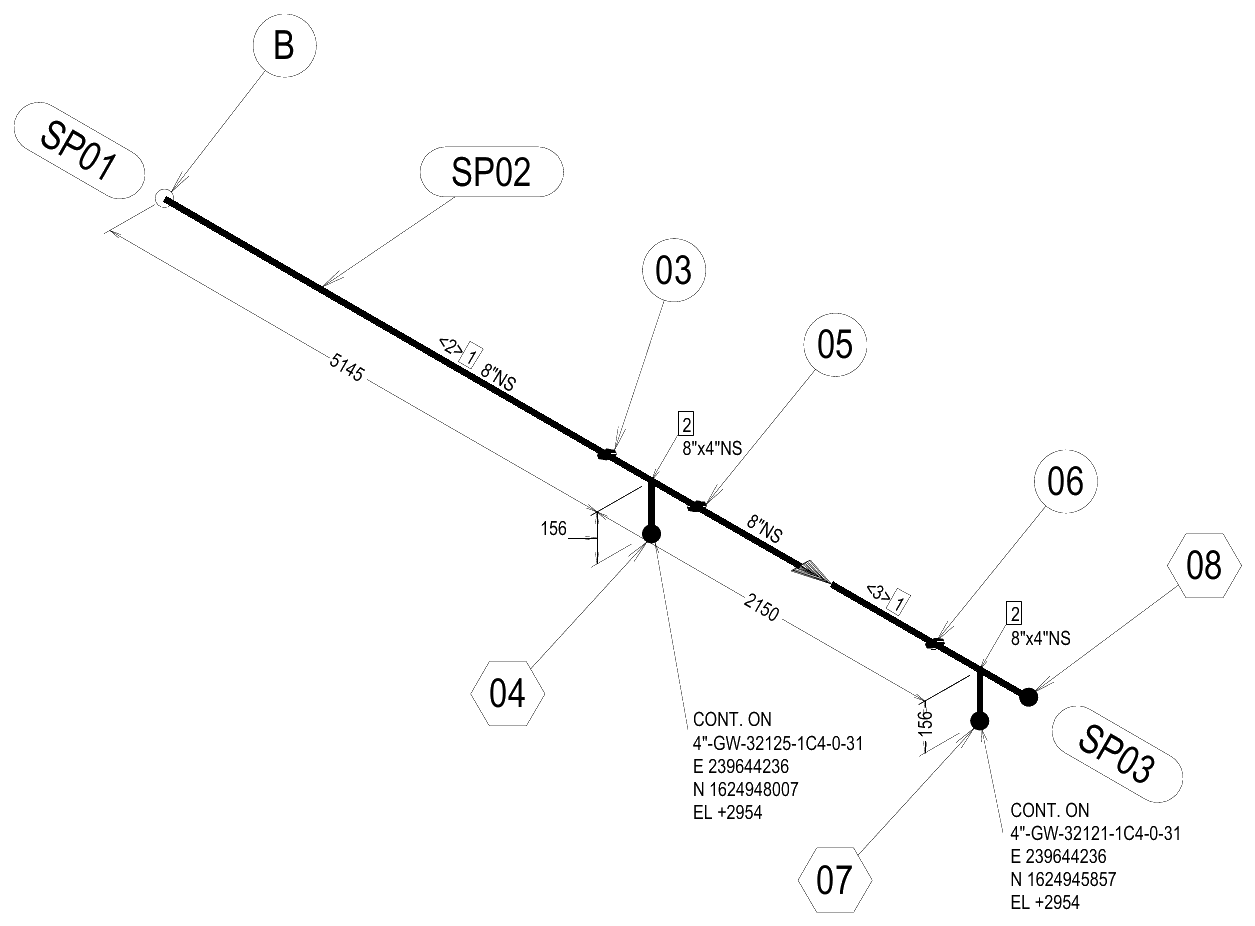 B
SP01
SP02
03
<2> 1 8"NS
5145
05
2
8"x4"NS
06
156
8"NS
08
<3> 1
2150
2
8"x4"NS
04
156
CONT. ON
4"-GW-32125-1C4-0-31
E 239644236
N 1624948007
EL +2954
SP03
07
CONT. ON
4"-GW-32121-1C4-0-31
E 239644236
N 1624945857
EL +2954